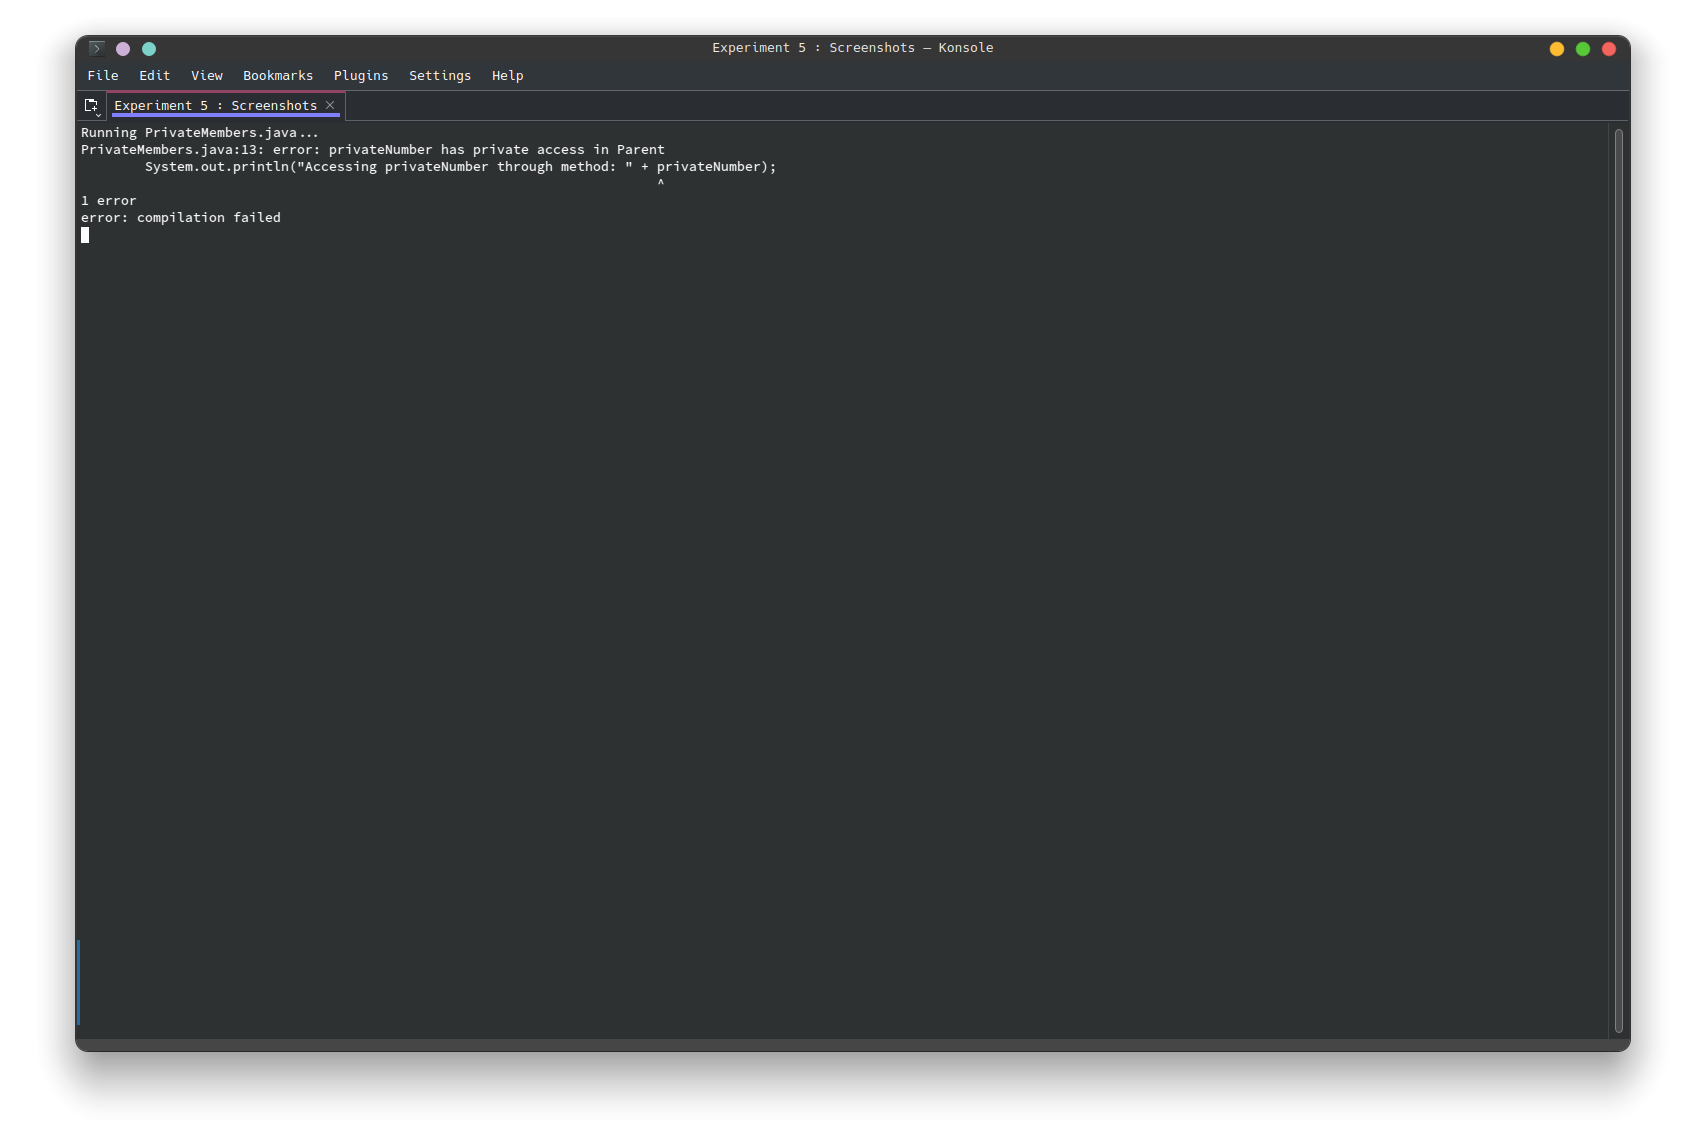 Experiment 5 : Screenshots — Konsole
File Edit View Bookmarks Plugins Settings Help
Experiment 5 : Screenshots
Running PrivateMembers.java...
PrivateMembers.java:13: error: privateNumber has private access in Parent
        System.out.println("Accessing privateNumber through method: " + privateNumber);
                                                                        ^
1 error
error: compilation failed